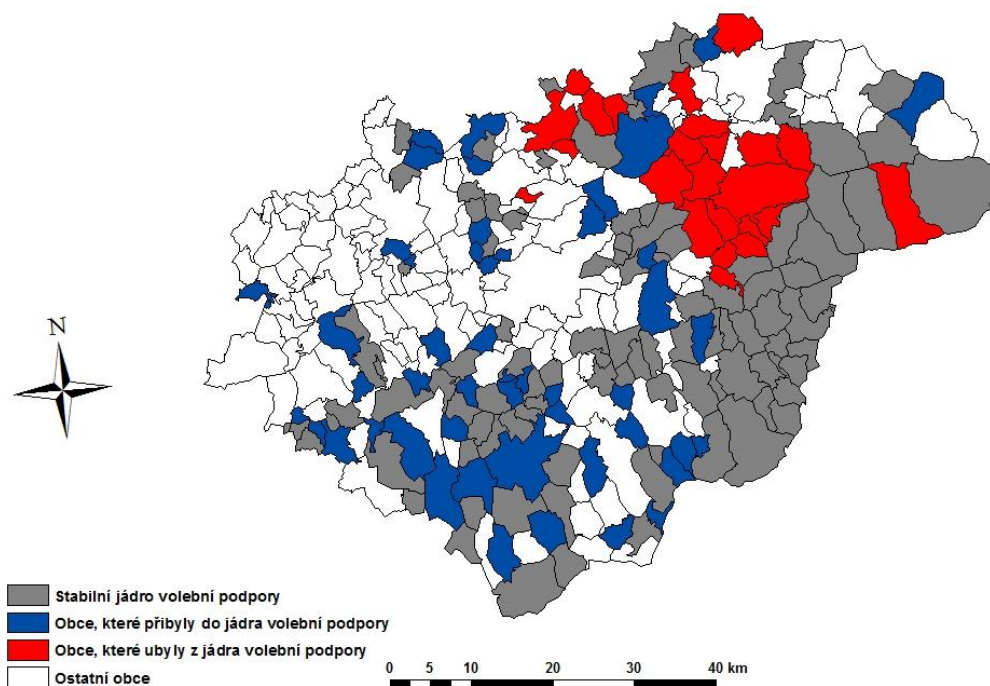 N
Stabilní jádro volební podpory
Obce, které přibyly do jádra volební podpory
Obce, které ubyly z jádra volební podpory
Ostatní obce
0 5 10 20 30 40 km